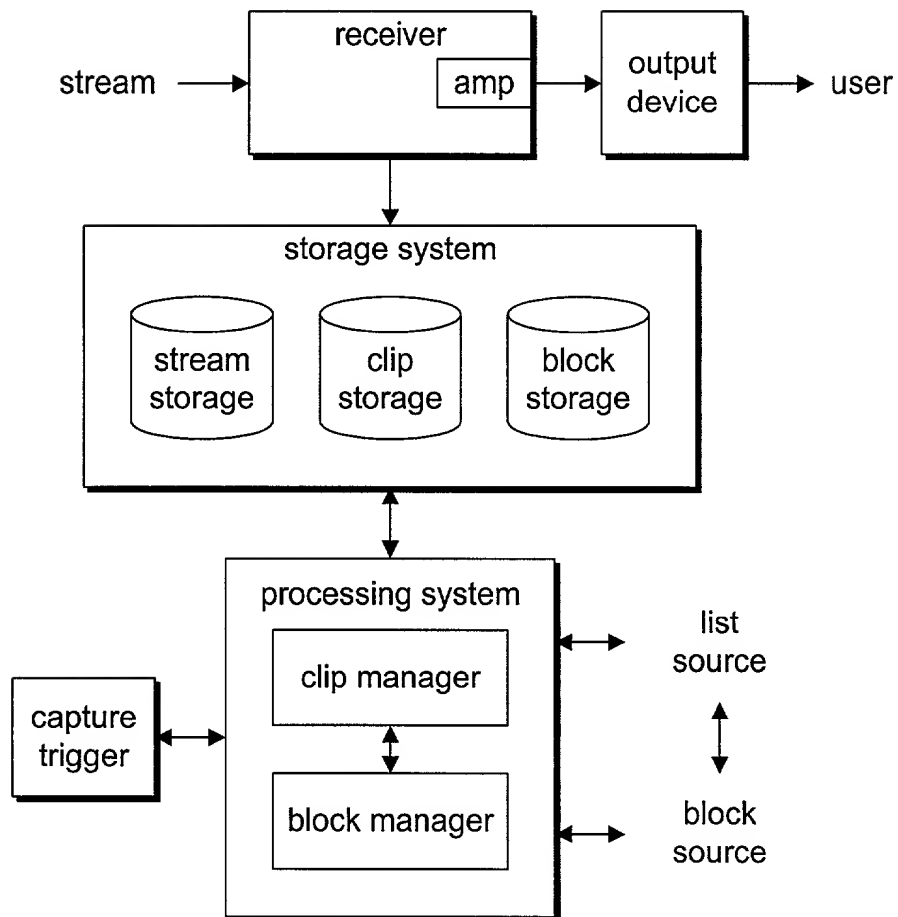 receiver
stream
amp
output
device
user
storage system
stream
storage
clip
storage
block
storage
processing system
clip manager
block manager
capture
trigger
list
source
block
source